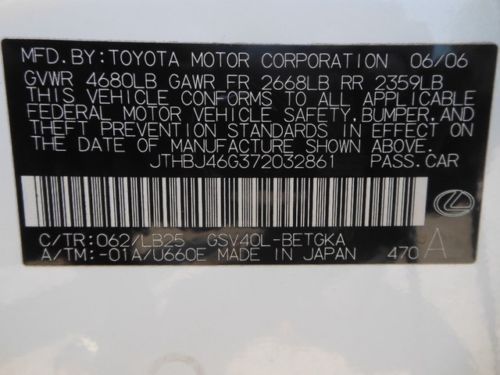 MFD.BY:TOYOTA MOTOR CORPORATION 06/06
GVWR 4680LB GAWR FR 2668LB RR 2359LB
THIS VEHICLE CONFORMS TO ALL APPLICABLE
FEDERAL MOTOR VEHICLE SAFETY,BUMPER,AND
THEFT PREVENTION STANDARDS IN EFFECT ON
THE DATE OF MANUFACTURE SHOWN ABOVE.
JTHBJ46G372032861 PASS.CAR
C/TR:062/LB25 GSV40L-BETGKA
A/TM:-01A/U660E MADE IN JAPAN 470 A